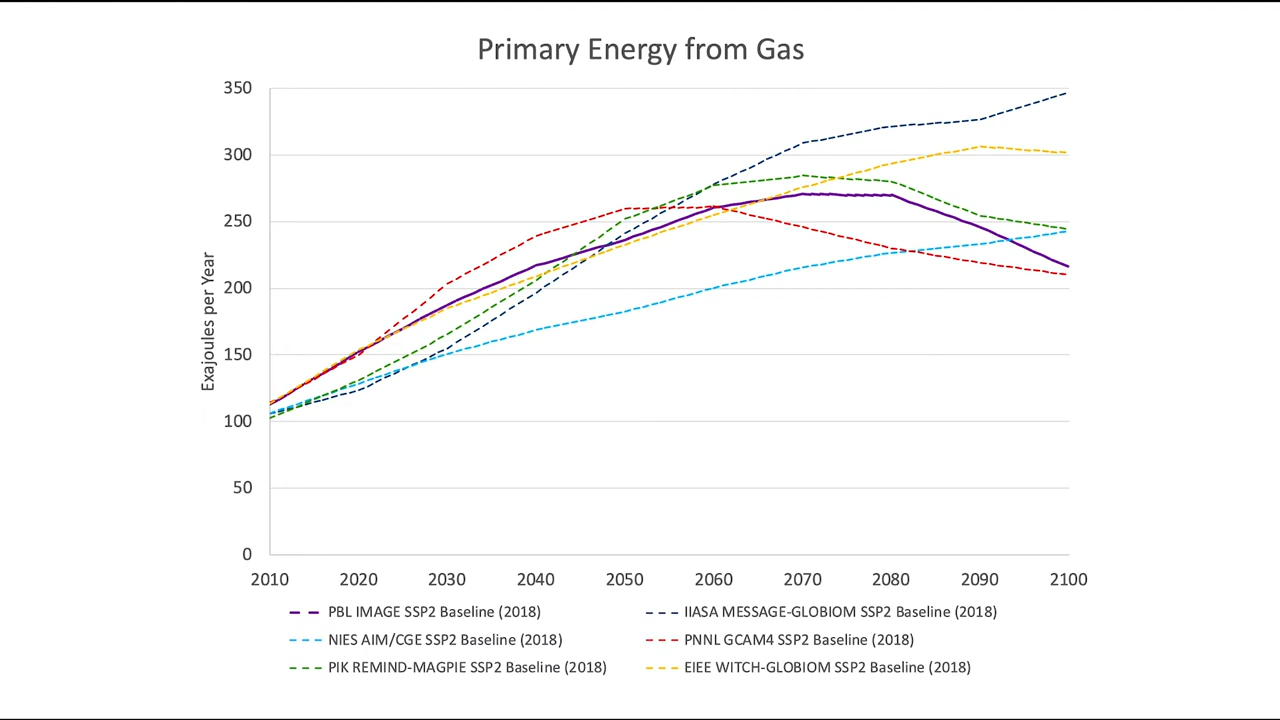 Primary Energy from Gas
350
300
250
200
150
100
50
0
Exajoules per Year
2010 2020 2030 2040 2050 2060 2070 2080 2090 2100
PBL IMAGE SSP2 Baseline (2018) IIASA MESSAGE-GLOBIOM SSP2 Baseline (2018)
NIES AIM/CGE SSP2 Baseline (2018) PNNL GCAM4 SSP2 Baseline (2018)
PIK REMIND-MAGPIE SSP2 Baseline (2018) EIEE WITCH-GLOBIOM SSP2 Baseline (2018)